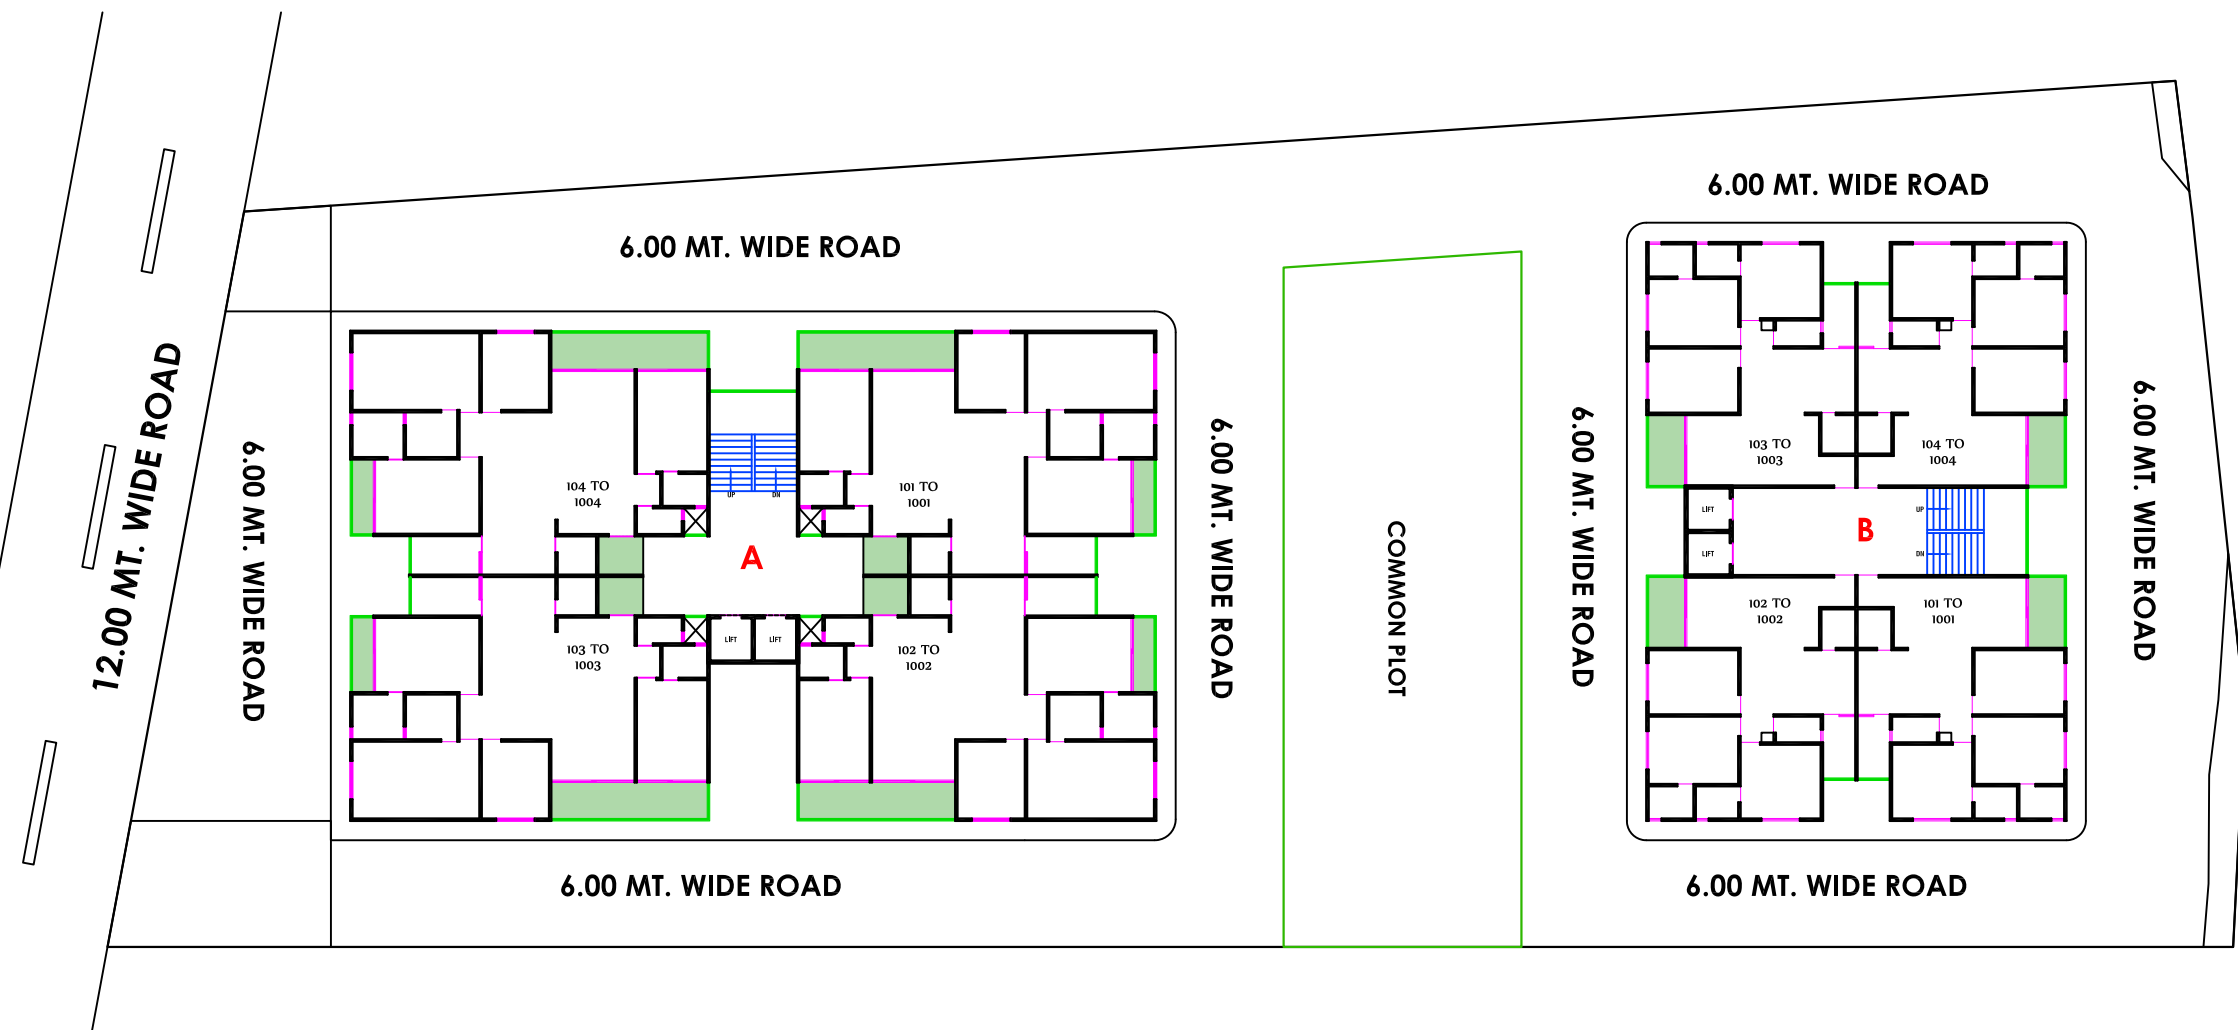 6.00 MT. WIDE ROAD
6.00 MT. WIDE ROAD
12.00 MT. WIDE ROAD
6.00 MT. WIDE ROAD
104 TO
1004
101 TO
1001
UP
DN
A
LIFT
LIFT
103 TO
1003
102 TO
1002
6.00 MT. WIDE ROAD
COMMON PLOT
6.00 MT. WIDE ROAD
103 TO
1003
104 TO
1004
LIFT
LIFT
B
UP
DN
102 TO
1002
101 TO
1001
6.00 MT. WIDE ROAD
6.00 MT. WIDE ROAD
6.00 MT. WIDE ROAD